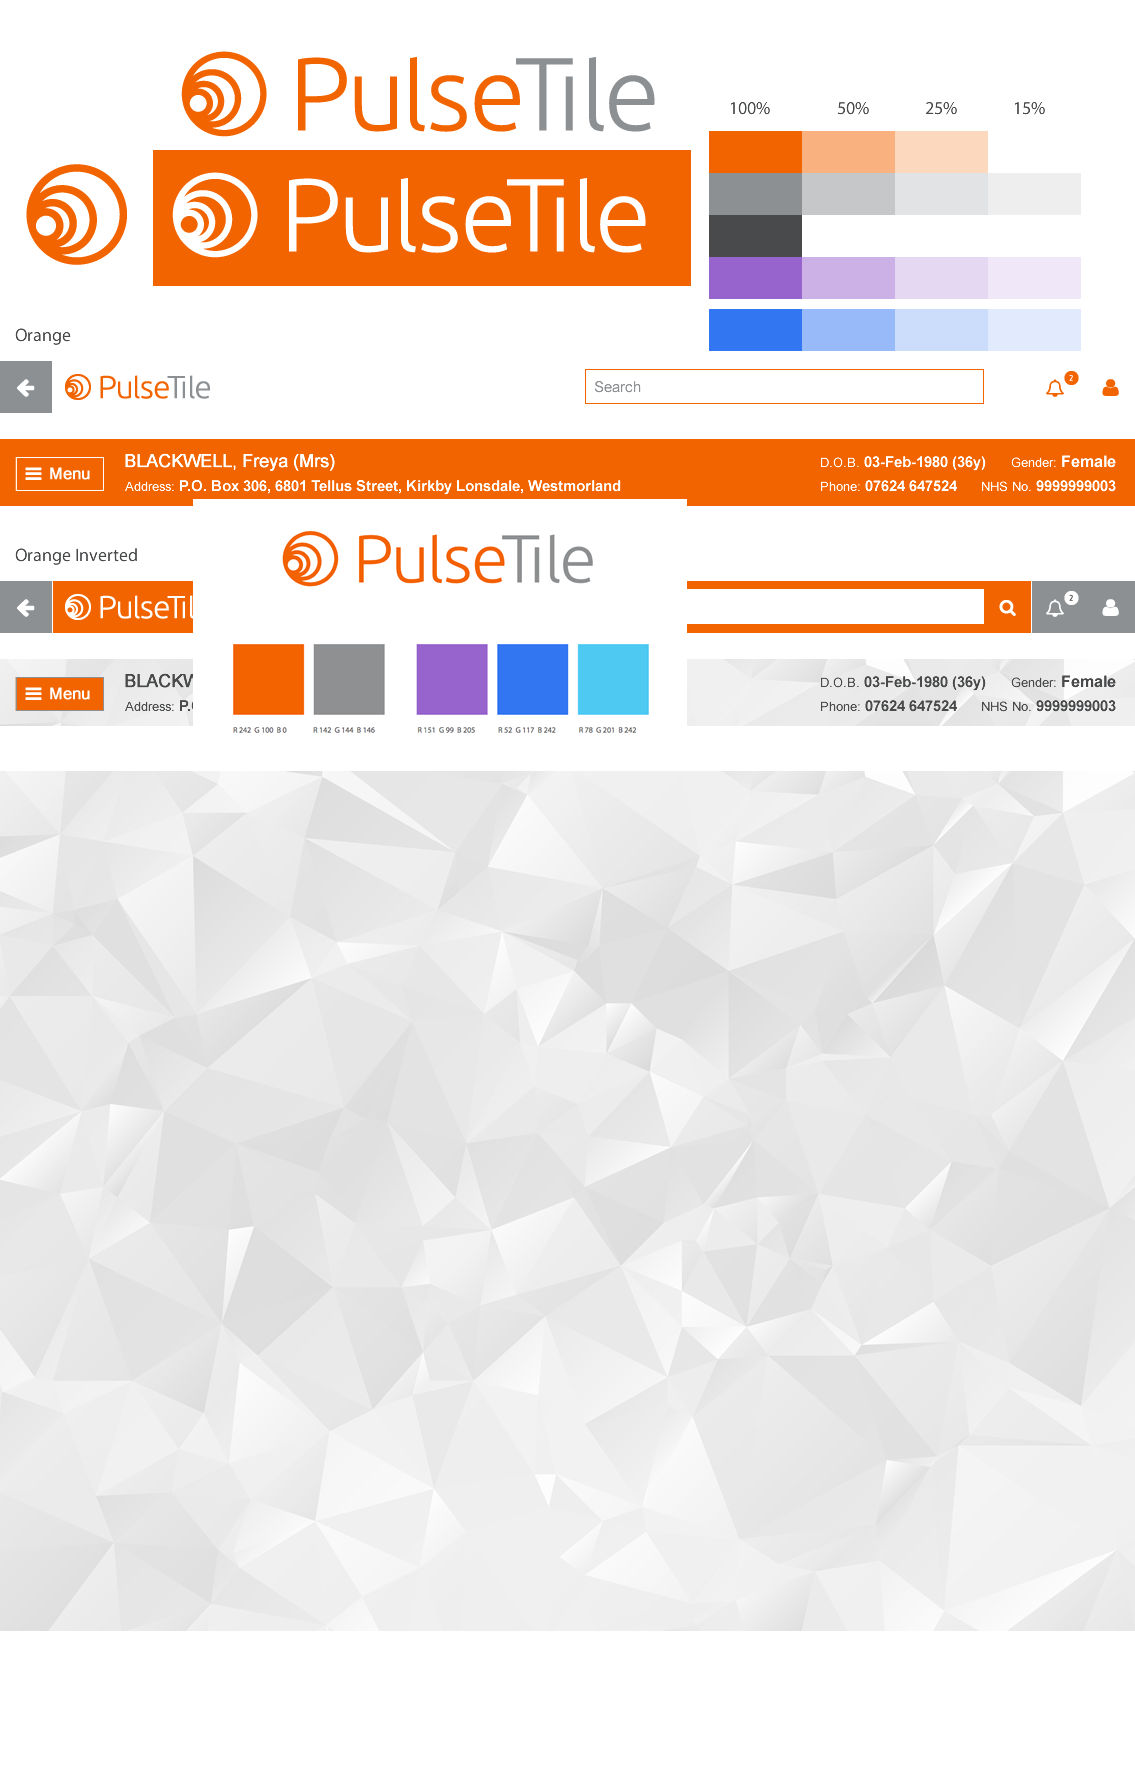 PulseTile
100% 50% 25% 15%
PulseTile
Orange
PulseTile
Search
2
Menu
BLACKWELL, Freya (Mrs)
Address: P.O. Box 306, 6801 Tellus Street, Kirkby Lonsdale, Westmorland
D.O.B. 03-Feb-1980 (36y) Gender: Female
Phone: 07624 647524 NHS No. 9999999003
PulseTile
Orange Inverted
PulseTil
2
Menu
BLACKW
Address: P.
D.O.B. 03-Feb-1980 (36y) Gender: Female
Phone: 07624 647524 NHS No. 9999999003
R 242 G 100 B 0
R 142 G 144 B 146
R 151 G 99 B 205
R 52 G 117 B 242
R 78 G 201 B 242